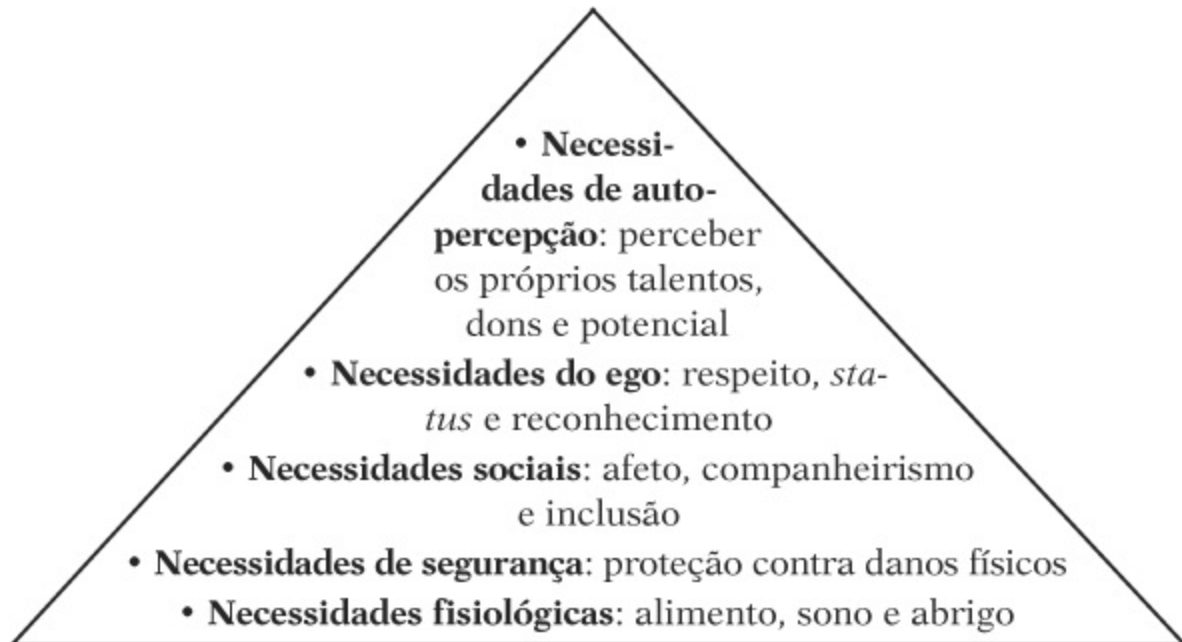 • Necessi-
dades de auto-
percepção: perceber
os próprios talentos,
dons e potencial
• Necessidades do ego: respeito, sta-
tus e reconhecimento
• Necessidades sociais: afeto, companheirismo
e inclusão
• Necessidades de segurança: proteção contra danos físicos
• Necessidades fisiológicas: alimento, sono e abrigo